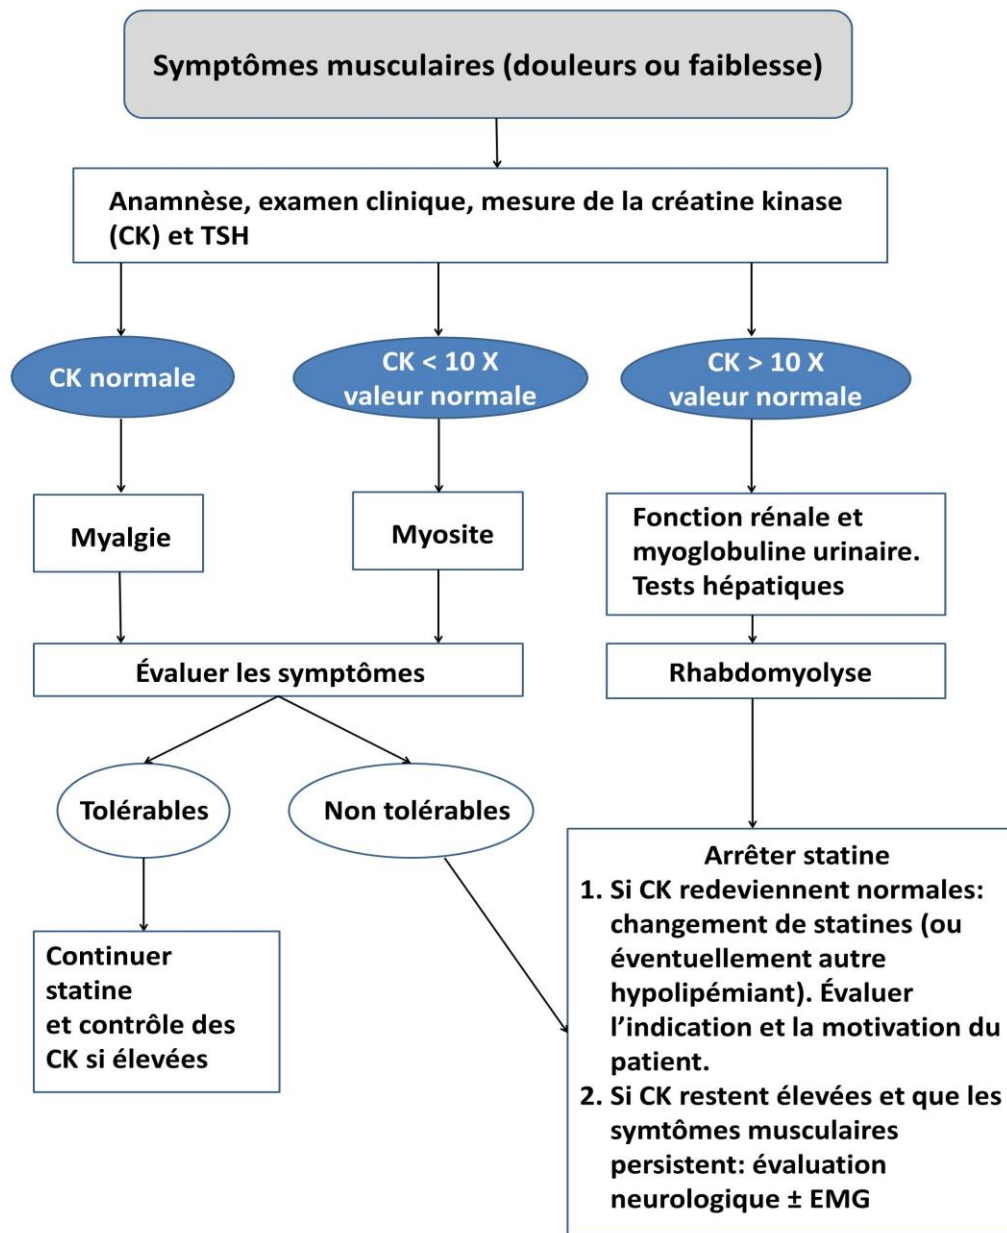 Symptômes musculaires (douleurs ou faiblesse)
Anamnèse, examen clinique, mesure de la créatine kinase
(CK) et TSH
CK normale
CK < 10 X
valeur normale
CK > 10 X
valeur normale
Myalgie
Myosite
Fonction rénale et
myoglobuline urinaire.
Tests hépatiques
Évaluer les symptômes
Rhabdomyolyse
Tolérables
Non tolérables
Continuer
statine
et contrôle des
CK si élevées
Arrêter statine
1. Si CK redeviennent normales:
changement de statines (ou
éventuellement autre
hypolipémiant). Évaluer
l’indication et la motivation du
patient.
2. Si CK restent élevées et que les
symtômes musculaires
persistent: évaluation
neurologique ± EMG